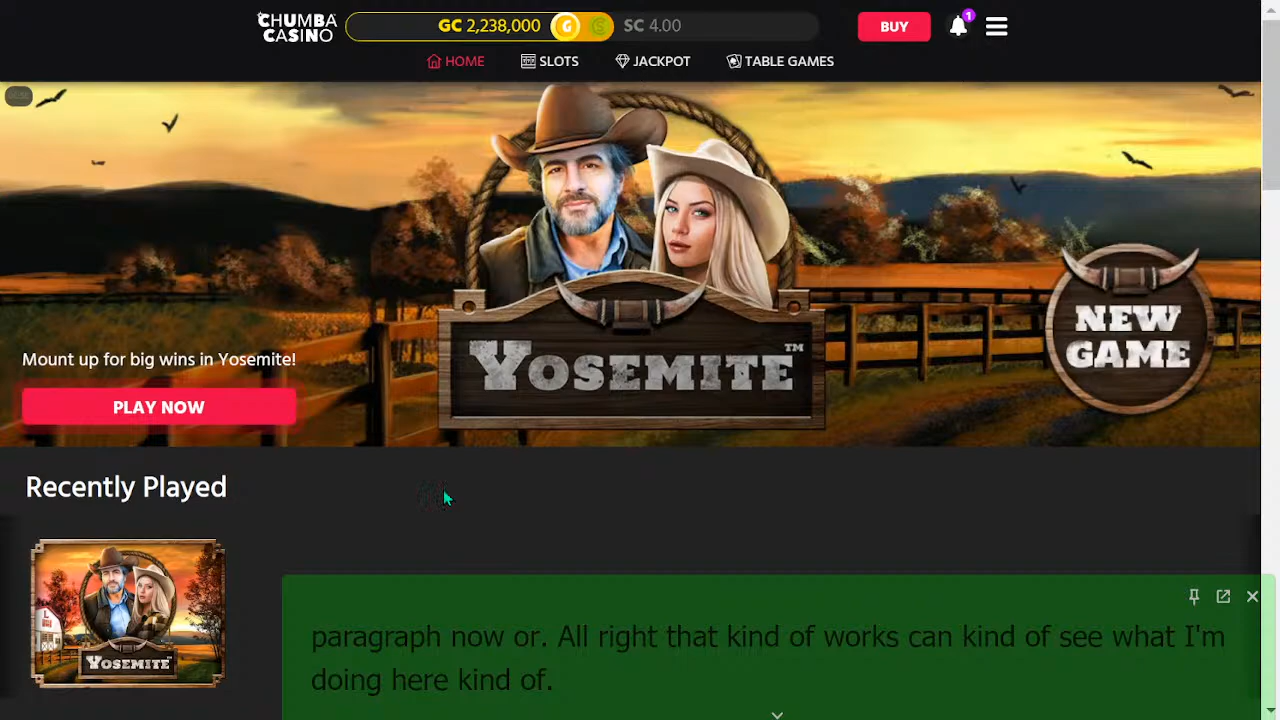 CHUMBA
CASINO
GC 2,238,000
G
SC 4.00
BUY
1
HOME
SLOTS
JACKPOT
TABLE GAMES
YOSEMITE™
NEW
GAME
Mount up for big wins in Yosemite!
PLAY NOW
Recently Played
YOSEMITE
paragraph now or. All right that kind of works can kind of see what I'm
doing here kind of.